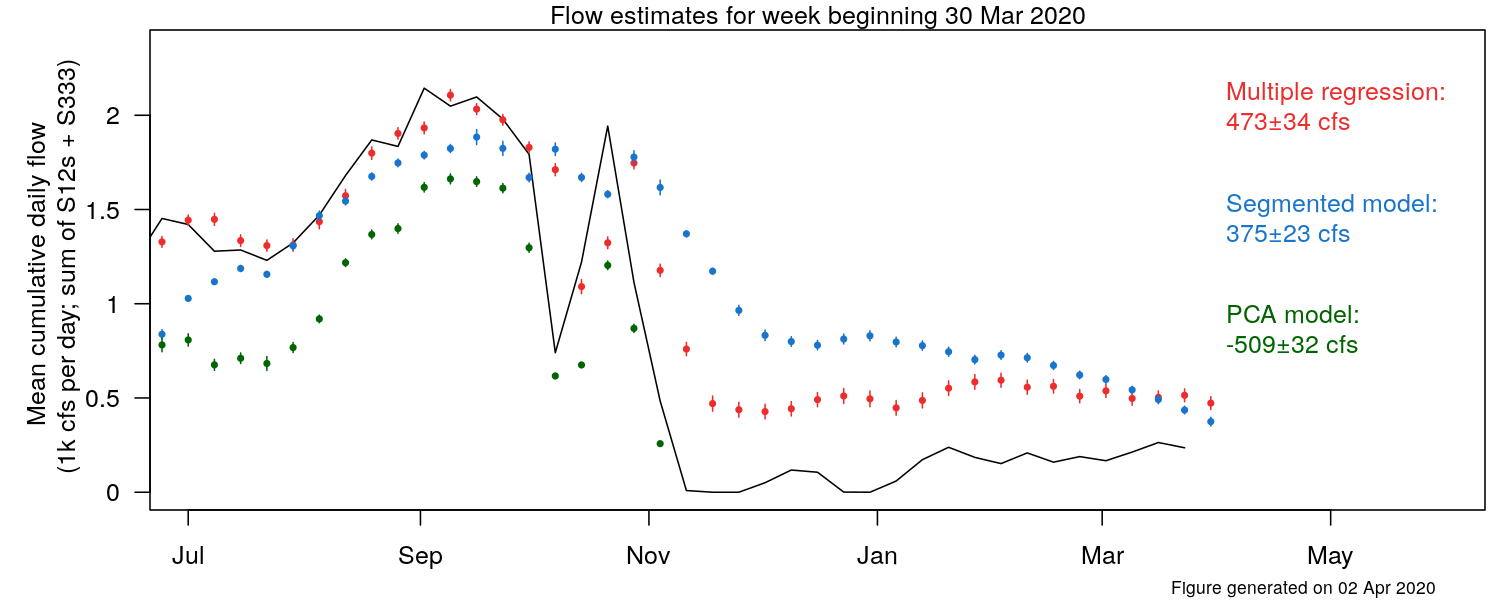 Flow estimates for week beginning 30 Mar 2020
Mean cumulative daily flow
(1k cfs per day; sum of S12s + S333)
2
1.5
1
0.5
0
Multiple regression:
473±34 cfs
Segmented model:
375±23 cfs
PCA model:
-509±32 cfs
Jul
Sep
Nov
Jan
Mar
May
FIgure generated on 02 Apr 2020